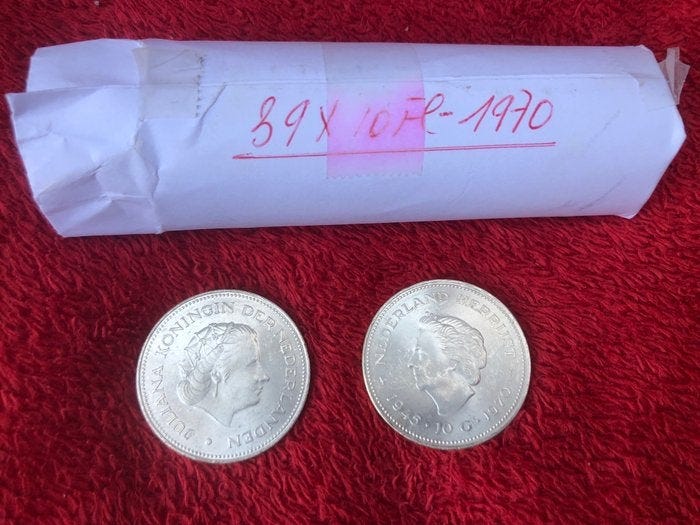 39 x 10 Fl - 1970
JULIANA KONINGIN DER NEDERLANDEN
NEDERLAND HERRIJST
1945 · 10 G · 1970